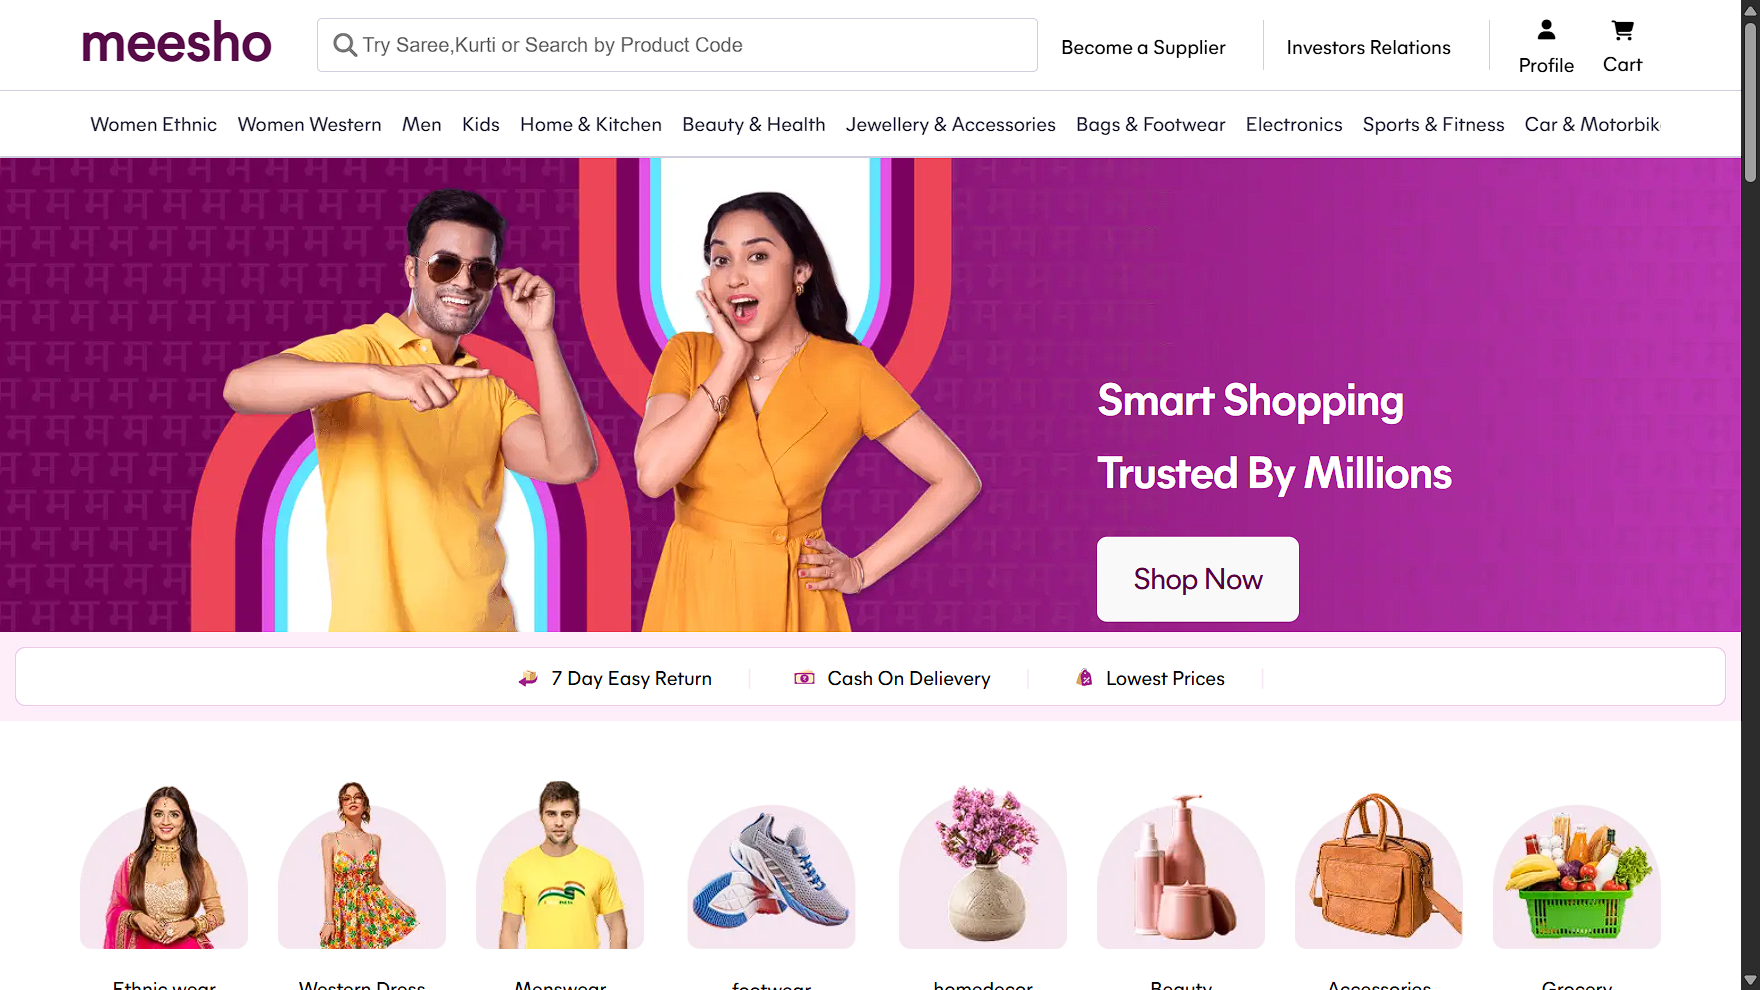 meesho
Try Saree,Kurti or Search by Product Code
Become a Supplier
Investors Relations
Profile
Cart
Women Ethnic
Women Western
Men
Kids
Home & Kitchen
Beauty & Health
Jewellery & Accessories
Bags & Footwear
Electronics
Sports & Fitness
Car & Motorbik
Smart Shopping
Trusted By Millions
Shop Now
7 Day Easy Return
Cash On Delievery
Lowest Prices
Ethnic wear
Western Dress
Menswear
footwear
homedecor
Beauty
Accessories
Grocery